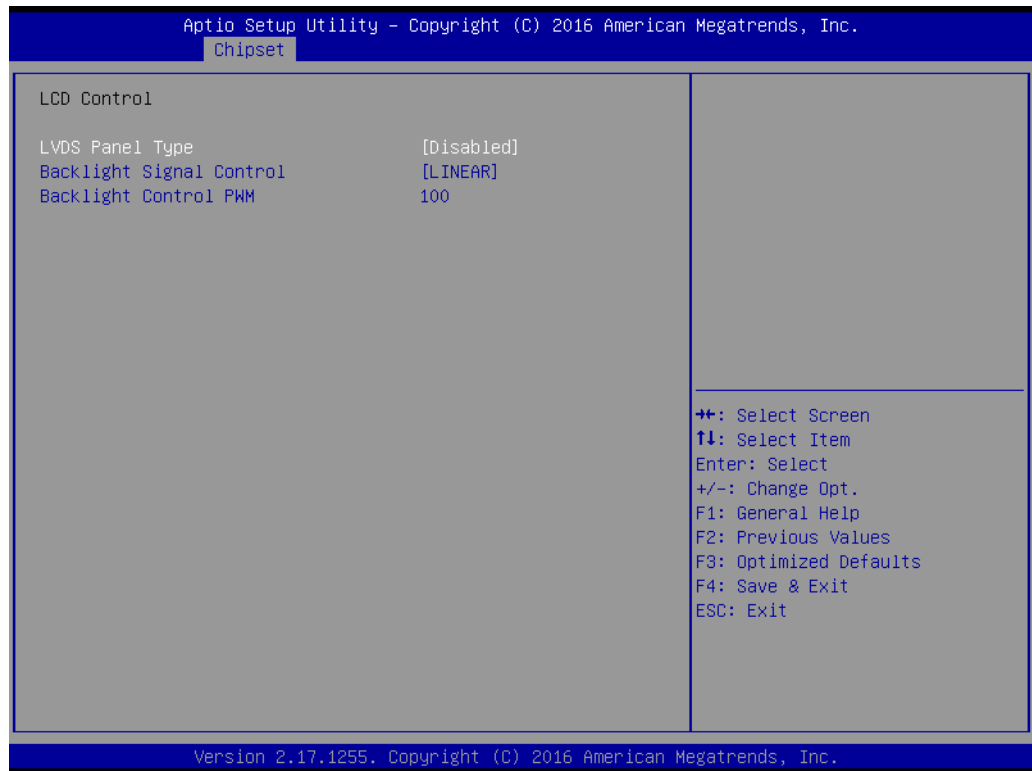 Aptio Setup Utility – Copyright (C) 2016 American Megatrends, Inc.
Chipset
LCD Control
LVDS Panel Type [Disabled]
Backlight Signal Control [LINEAR]
Backlight Control PWM 100
→←: Select Screen
↑↓: Select Item
Enter: Select
+/-: Change Opt.
F1: General Help
F2: Previous Values
F3: Optimized Defaults
F4: Save & Exit
ESC: Exit
Version 2.17.1255. Copyright (C) 2016 American Megatrends, Inc.